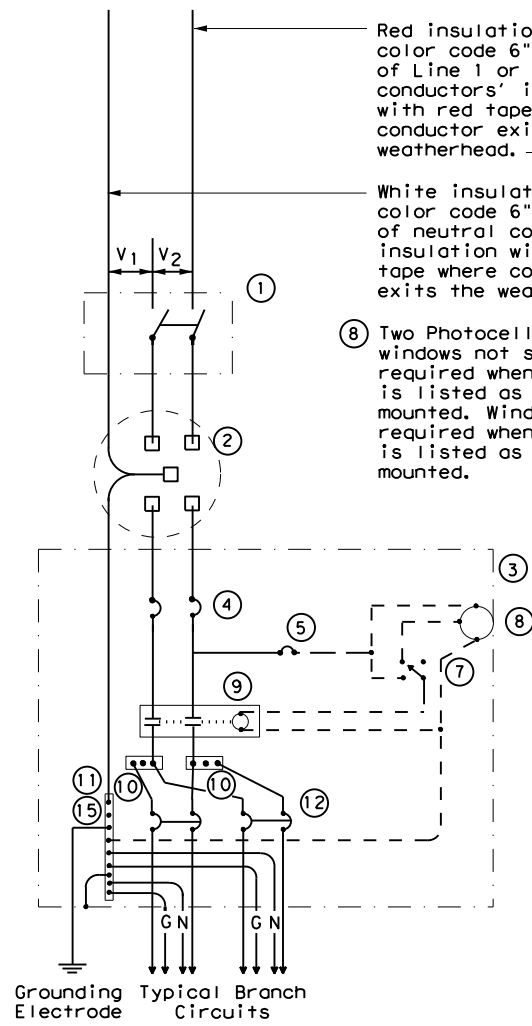 Red insulatio
color code 6"
of Line 1 or
conductors' i
with red tape
conductor exi
weatherhead.
White insulat
color code 6"
of neutral co
insulation wi
tape where co
exits the wea
V1 V2
1
8 Two Photocell
windows not s
required when
is listed as
mounted. Wind
required when
is listed as
mounted.
2
3
4
5
8
7
9
11
10
10
12
15
G N
G N
Grounding
Electrode
Typical Branch
Circuits